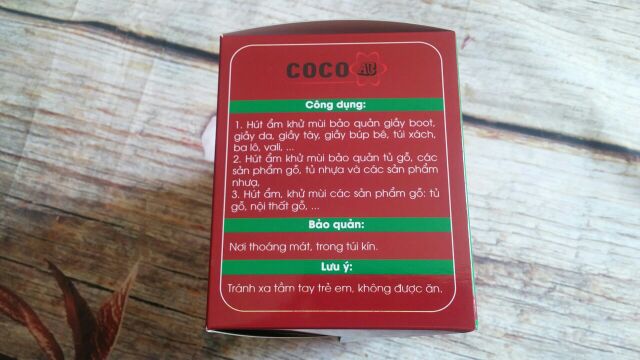 COCO AB
Công dụng:
1. Hút ẩm khử mùi bảo quản giầy boot,
giầy da, giầy tây, giầy búp bê, túi xách,
ba lô, vali, ...
2. Hút ẩm khử mùi bảo quản tủ gỗ, các
sản phẩm gỗ, tủ nhựa và các sản phẩm
nhựa,
3. Hút ẩm, khử mùi các sản phẩm gỗ: tủ
gỗ, nội thất gỗ, ...
Bảo quản:
Nơi thoáng mát, trong túi kín.
Lưu ý:
Tránh xa tầm tay trẻ em, không được ăn.